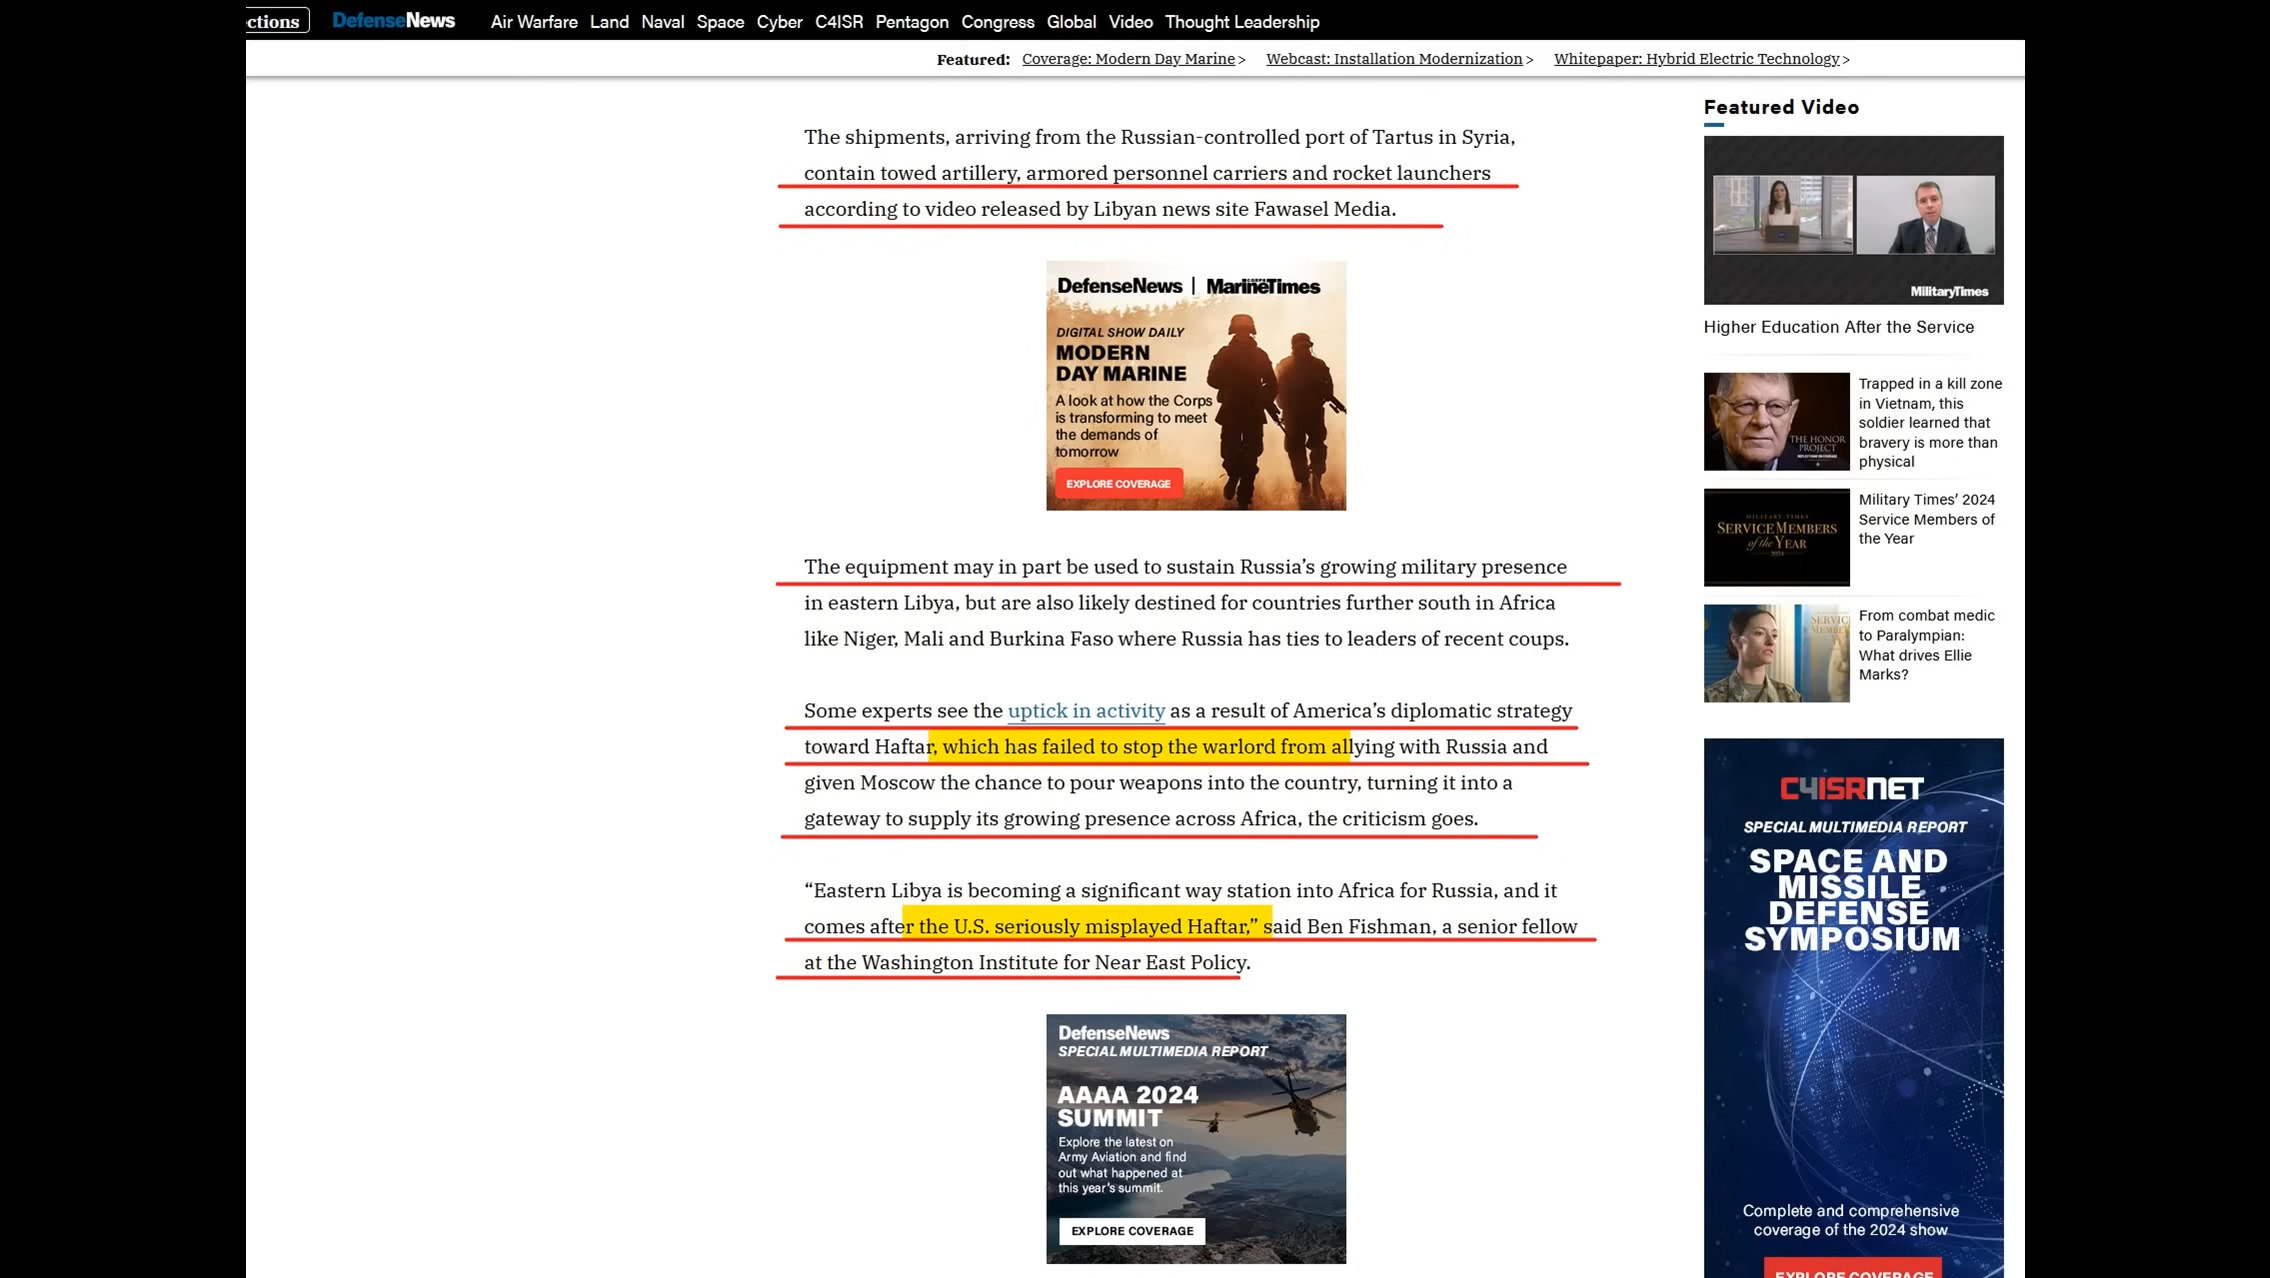 ctions
DefenseNews
Air Warfare Land Naval Space Cyber C4ISR Pentagon Congress Global Video Thought Leadership
Featured: Coverage: Modern Day Marine > Webcast: Installation Modernization > Whitepaper: Hybrid Electric Technology >
The shipments, arriving from the Russian-controlled port of Tartus in Syria,
contain towed artillery, armored personnel carriers and rocket launchers
according to video released by Libyan news site Fawasel Media.
DefenseNews | MarineTimes
DIGITAL SHOW DAILY
MODERN
DAY MARINE
A look at how the Corps
is transforming to meet
the demands of
tomorrow
EXPLORE COVERAGE
The equipment may in part be used to sustain Russia’s growing military presence
in eastern Libya, but are also likely destined for countries further south in Africa
like Niger, Mali and Burkina Faso where Russia has ties to leaders of recent coups.
Some experts see the uptick in activity as a result of America’s diplomatic strategy
toward Haftar, which has failed to stop the warlord from allying with Russia and
given Moscow the chance to pour weapons into the country, turning it into a
gateway to supply its growing presence across Africa, the criticism goes.
“Eastern Libya is becoming a significant way station into Africa for Russia, and it
comes after the U.S. seriously misplayed Haftar,” said Ben Fishman, a senior fellow
at the Washington Institute for Near East Policy.
DefenseNews
SPECIAL MULTIMEDIA REPORT
AAAA 2024
SUMMIT
Explore the latest on
Army Aviation and find
out what happened at
this year’s summit.
EXPLORE COVERAGE
Featured Video
MilitaryTimes
Higher Education After the Service
THE HONOR
PROJECT
Trapped in a kill zone
in Vietnam, this
soldier learned that
bravery is more than
physical
MILITARY TIMES
SERVICE MEMBERS
of the YEAR
2024
Military Times’ 2024
Service Members of
the Year
From combat medic
to Paralympian:
What drives Ellie
Marks?
C4ISRNET
SPECIAL MULTIMEDIA REPORT
SPACE AND
MISSILE
DEFENSE
SYMPOSIUM
Complete and comprehensive
coverage of the 2024 show
EXPLORE COVERAGE